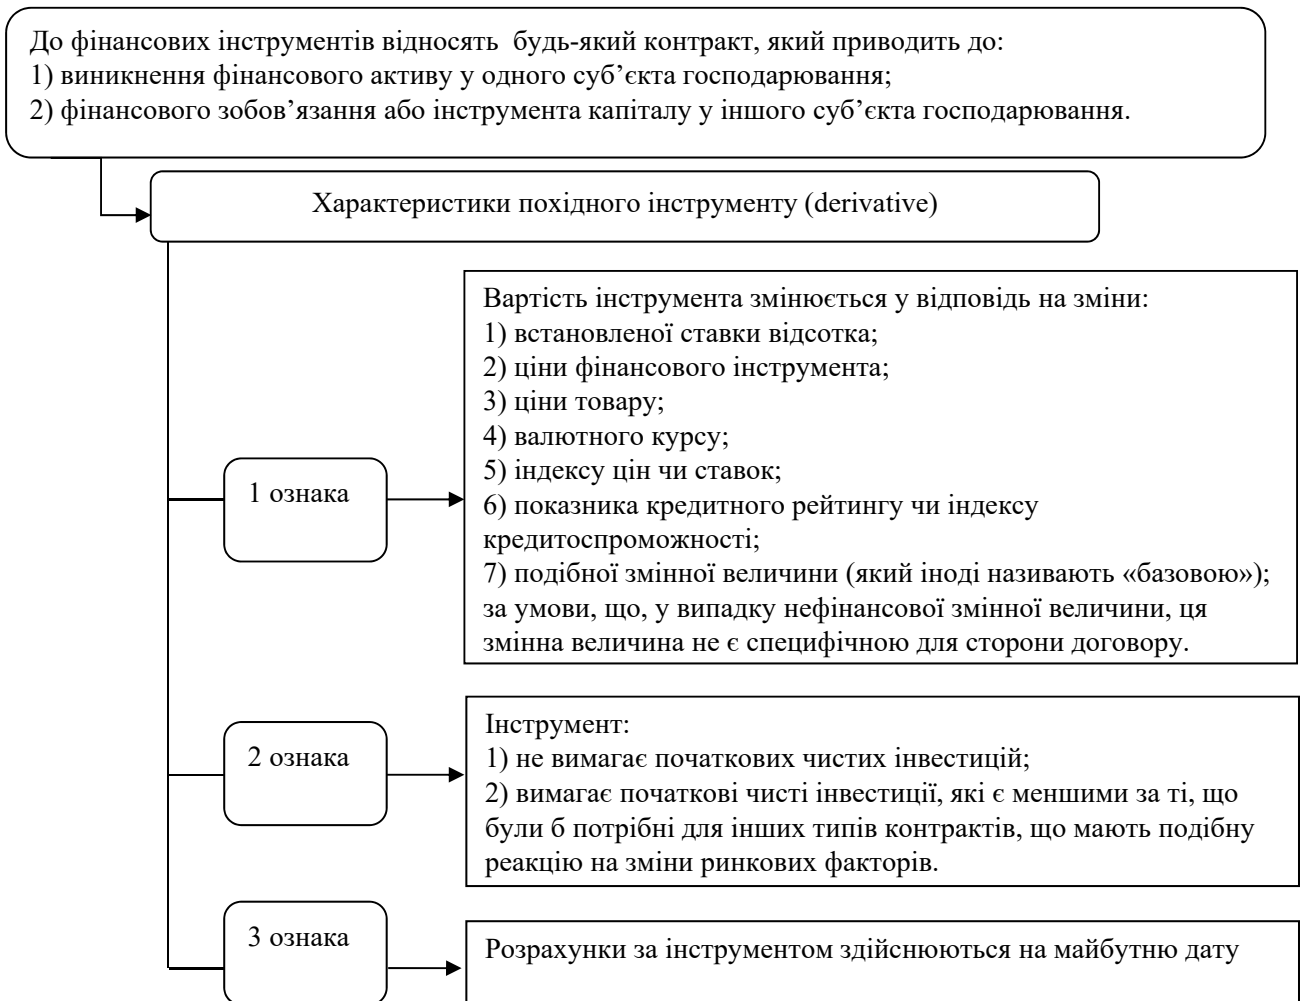 До фінансових інструментів відносять будь-який контракт, який приводить до:
1) виникнення фінансового активу у одного суб’єкта господарювання;
2) фінансового зобов’язання або інструмента капіталу у іншого суб’єкта господарювання.
Характеристики похідного інструменту (derivative)
1 ознака
Вартість інструмента змінюється у відповідь на зміни:
1) встановленої ставки відсотка;
2) ціни фінансового інструмента;
3) ціни товару;
4) валютного курсу;
5) індексу цін чи ставок;
6) показника кредитного рейтингу чи індексу
кредитоспроможності;
7) подібної змінної величини (який іноді називають «базовою»);
за умови, що, у випадку нефінансової змінної величини, ця
змінна величина не є специфічною для сторони договору.
2 ознака
Інструмент:
1) не вимагає початкових чистих інвестицій;
2) вимагає початкові чисті інвестиції, які є меншими за ті, що
були б потрібні для інших типів контрактів, що мають подібну
реакцію на зміни ринкових факторів.
3 ознака
Розрахунки за інструментом здійснюються на майбутню дату